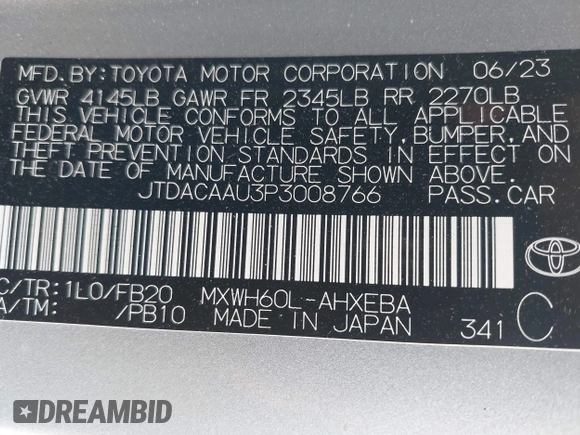 MFD.BY:TOYOTA MOTOR CORPORATION 06/23
GVWR 4145LB GAWR FR 2345LB RR 2270LB
THIS VEHICLE CONFORMS TO ALL APPLICABLE
FEDERAL MOTOR VEHICLE SAFETY,BUMPER,AND
THEFT PREVENTION STANDARDS IN EFFECT ON
THE DATE OF MANUFACTURE SHOWN ABOVE.
JTDACAAU3P3008766 PASS.CAR
C/TR:1L0/FB20 MXWH60L-AHXEBA
A/TM: /PB10 MADE IN JAPAN 341 C
DREAMBID